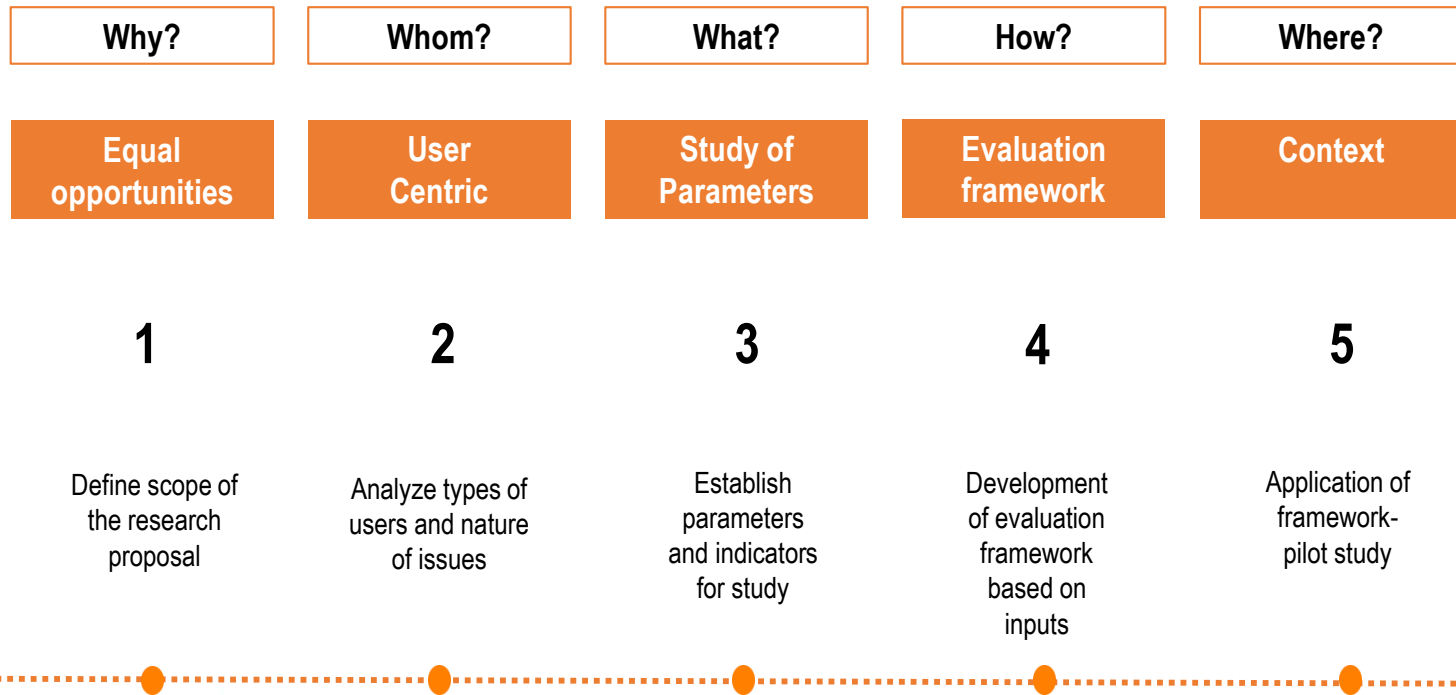 Why?
Whom?
What?
How?
Where?
Equal
opportunities
User
Centric
Study of
Parameters
Evaluation
framework
Context
1
2
3
4
5
Define scope of
the research
proposal
Analyze types of
users and nature
of issues
Establish
parameters
and indicators
for study
Development
of evaluation
framework
based on
inputs
Application of
framework-
pilot study